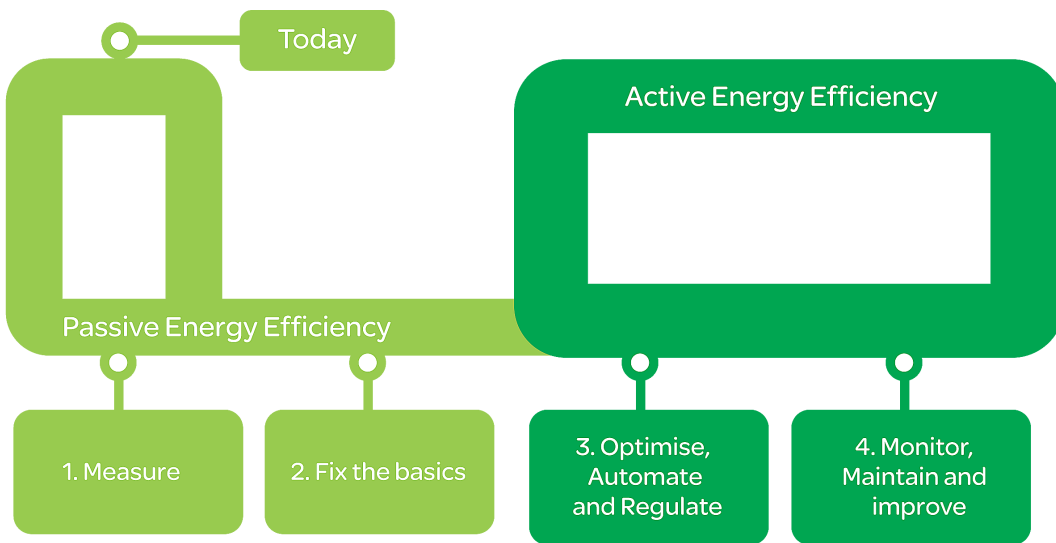 Today
Active Energy Efficiency
Passive Energy Efficiency
1. Measure
2. Fix the basics
3. Optimise,
Automate
and Regulate
4. Monitor,
Maintain and
improve